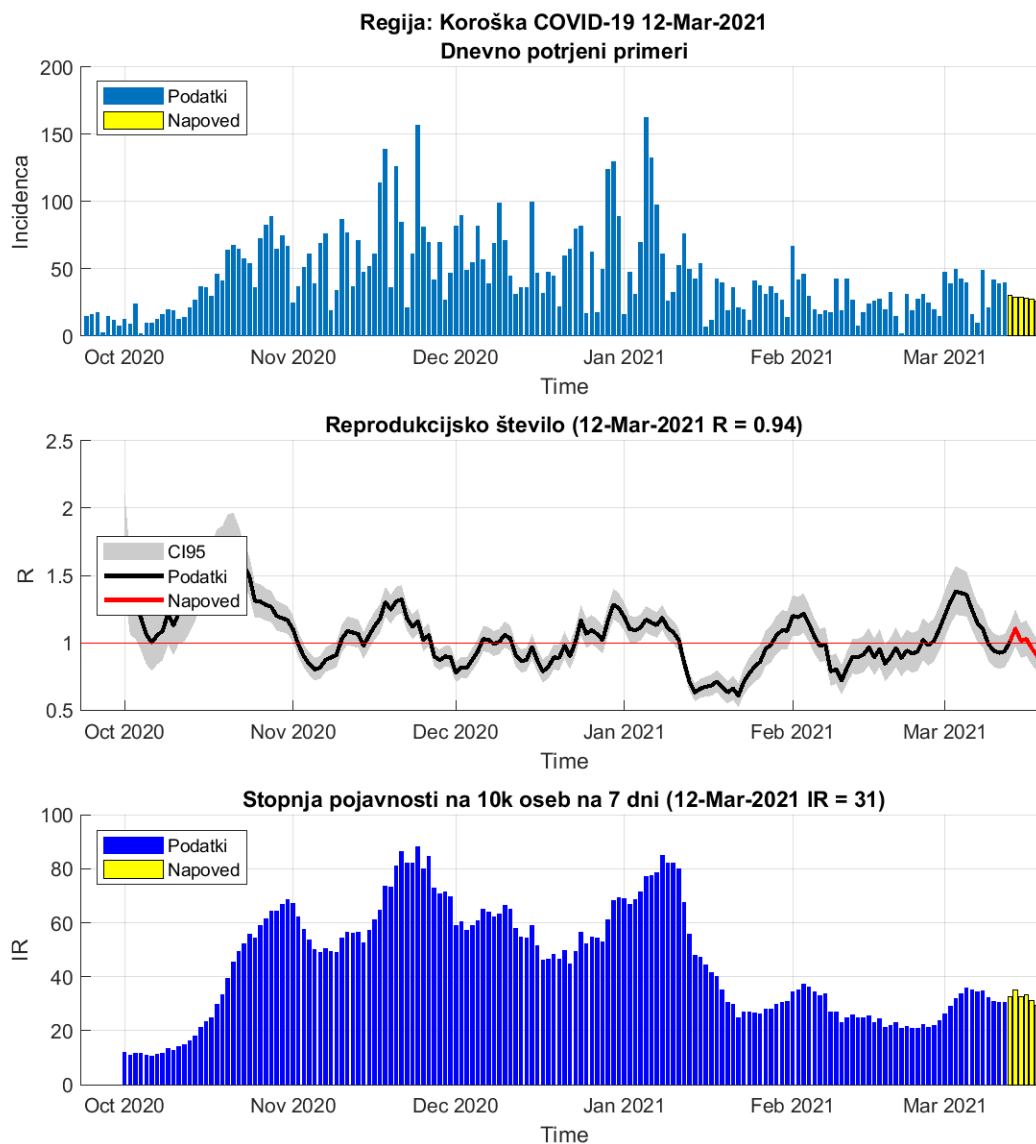 Regija: Koroška COVID-19 12-Mar-2021
Dnevno potrjeni primeri
200
150
100
50
0
Incidenca
Podatki
Napoved
Oct 2020 Nov 2020 Dec 2020 Jan 2021 Feb 2021 Mar 2021
Time
Reprodukcijsko število (12-Mar-2021 R = 0.94)
2.5
2
1.5
1
0.5
R
CI95
Podatki
Napoved
Oct 2020 Nov 2020 Dec 2020 Jan 2021 Feb 2021 Mar 2021
Time
Stopnja pojavnosti na 10k oseb na 7 dni (12-Mar-2021 IR = 31)
100
80
60
40
20
0
IR
Podatki
Napoved
Oct 2020 Nov 2020 Dec 2020 Jan 2021 Feb 2021 Mar 2021
Time